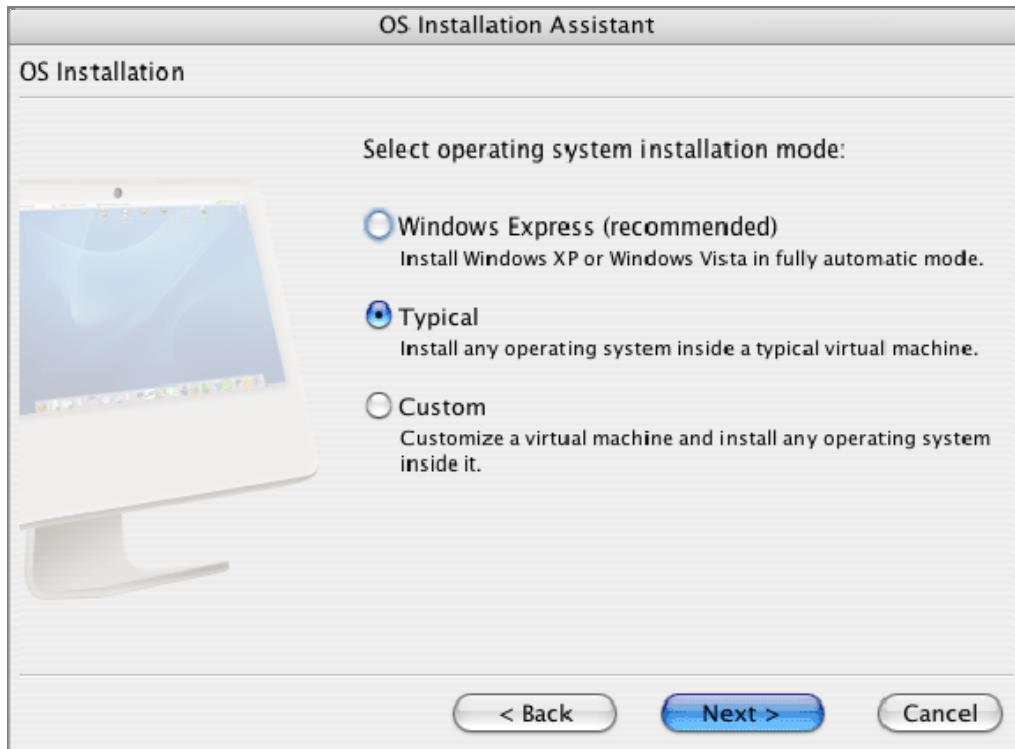 OS Installation Assistant
OS Installation
Select operating system installation mode:
Windows Express (recommended)
Install Windows XP or Windows Vista in fully automatic mode.
Typical
Install any operating system inside a typical virtual machine.
Custom
Customize a virtual machine and install any operating system
inside it.
< Back
Next >
Cancel